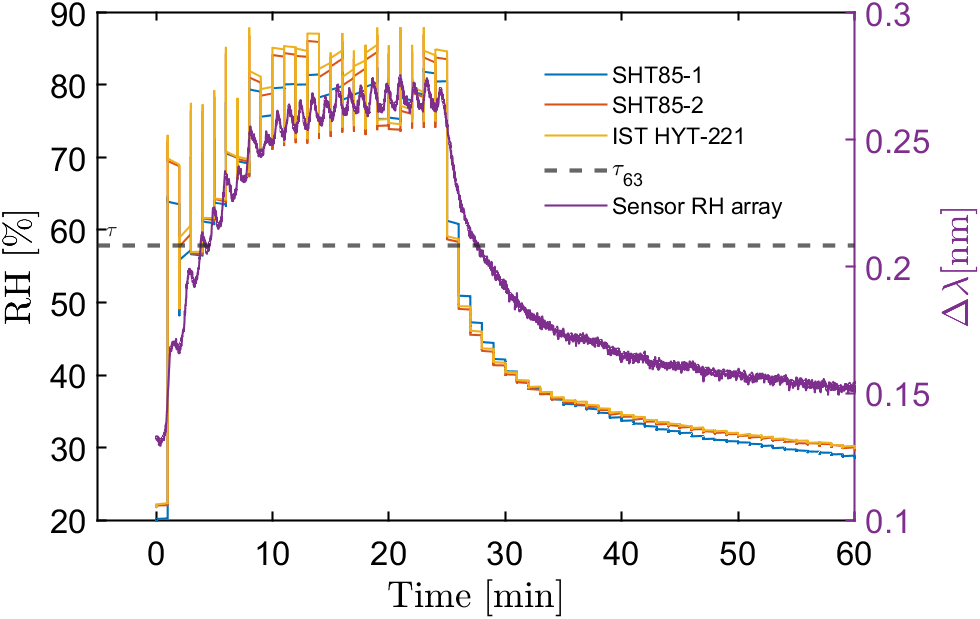 90
80
70
60
50
40
30
20
RH [%]
τ
SHT85-1
SHT85-2
IST HYT-221
τ63
Sensor RH array
0.3
0.25
0.2
0.15
0.1
Δλ[nm]
0 10 20 30 40 50 60
Time [min]